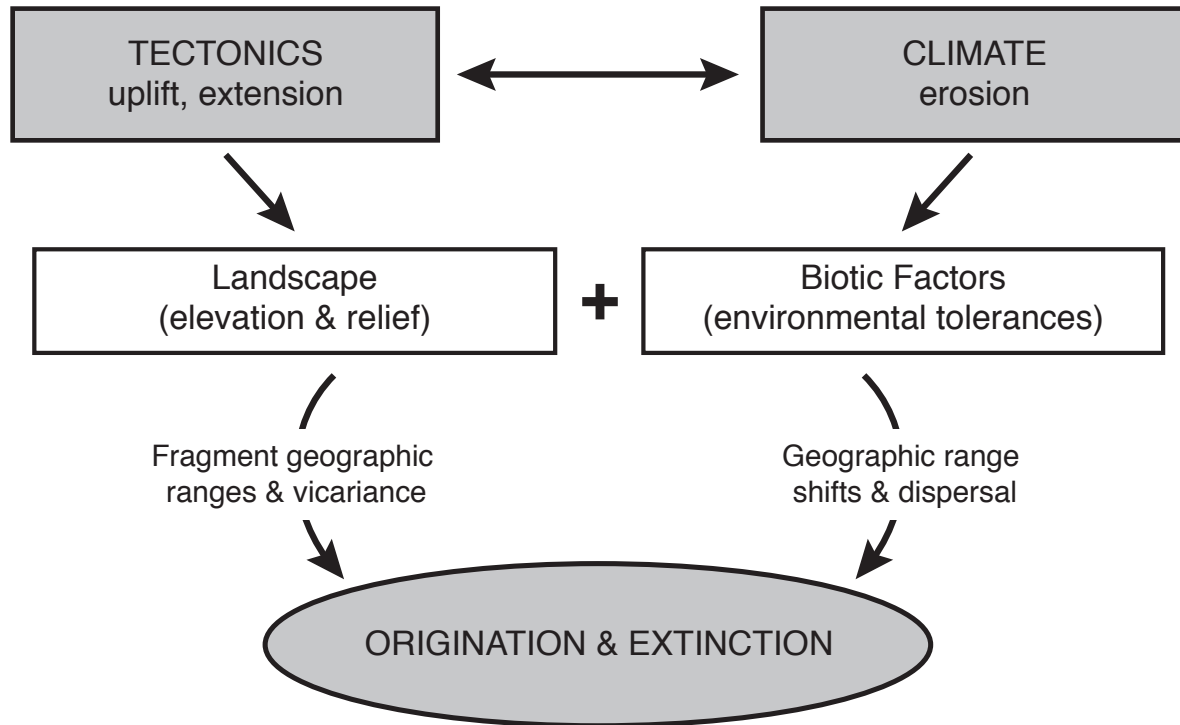 TECTONICS
uplift, extension
CLIMATE
erosion
Landscape
(elevation & relief)
+
Biotic Factors
(environmental tolerances)
Fragment geographic
ranges & vicariance
Geographic range
shifts & dispersal
ORIGINATION & EXTINCTION